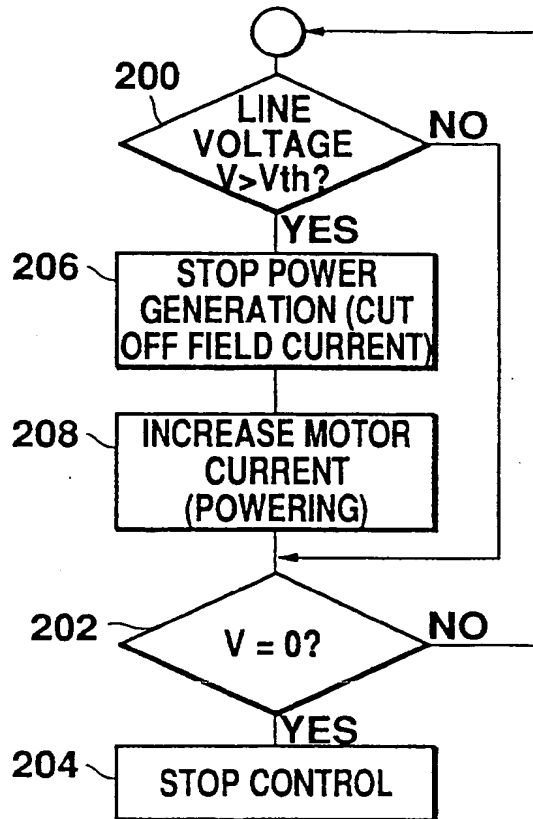 200
LINE
VOLTAGE
V>Vth?
NO
YES
206
STOP POWER
GENERATION (CUT
OFF FIELD CURRENT)
208
INCREASE MOTOR
CURRENT
(POWERING)
202
V = 0?
NO
YES
204
STOP CONTROL